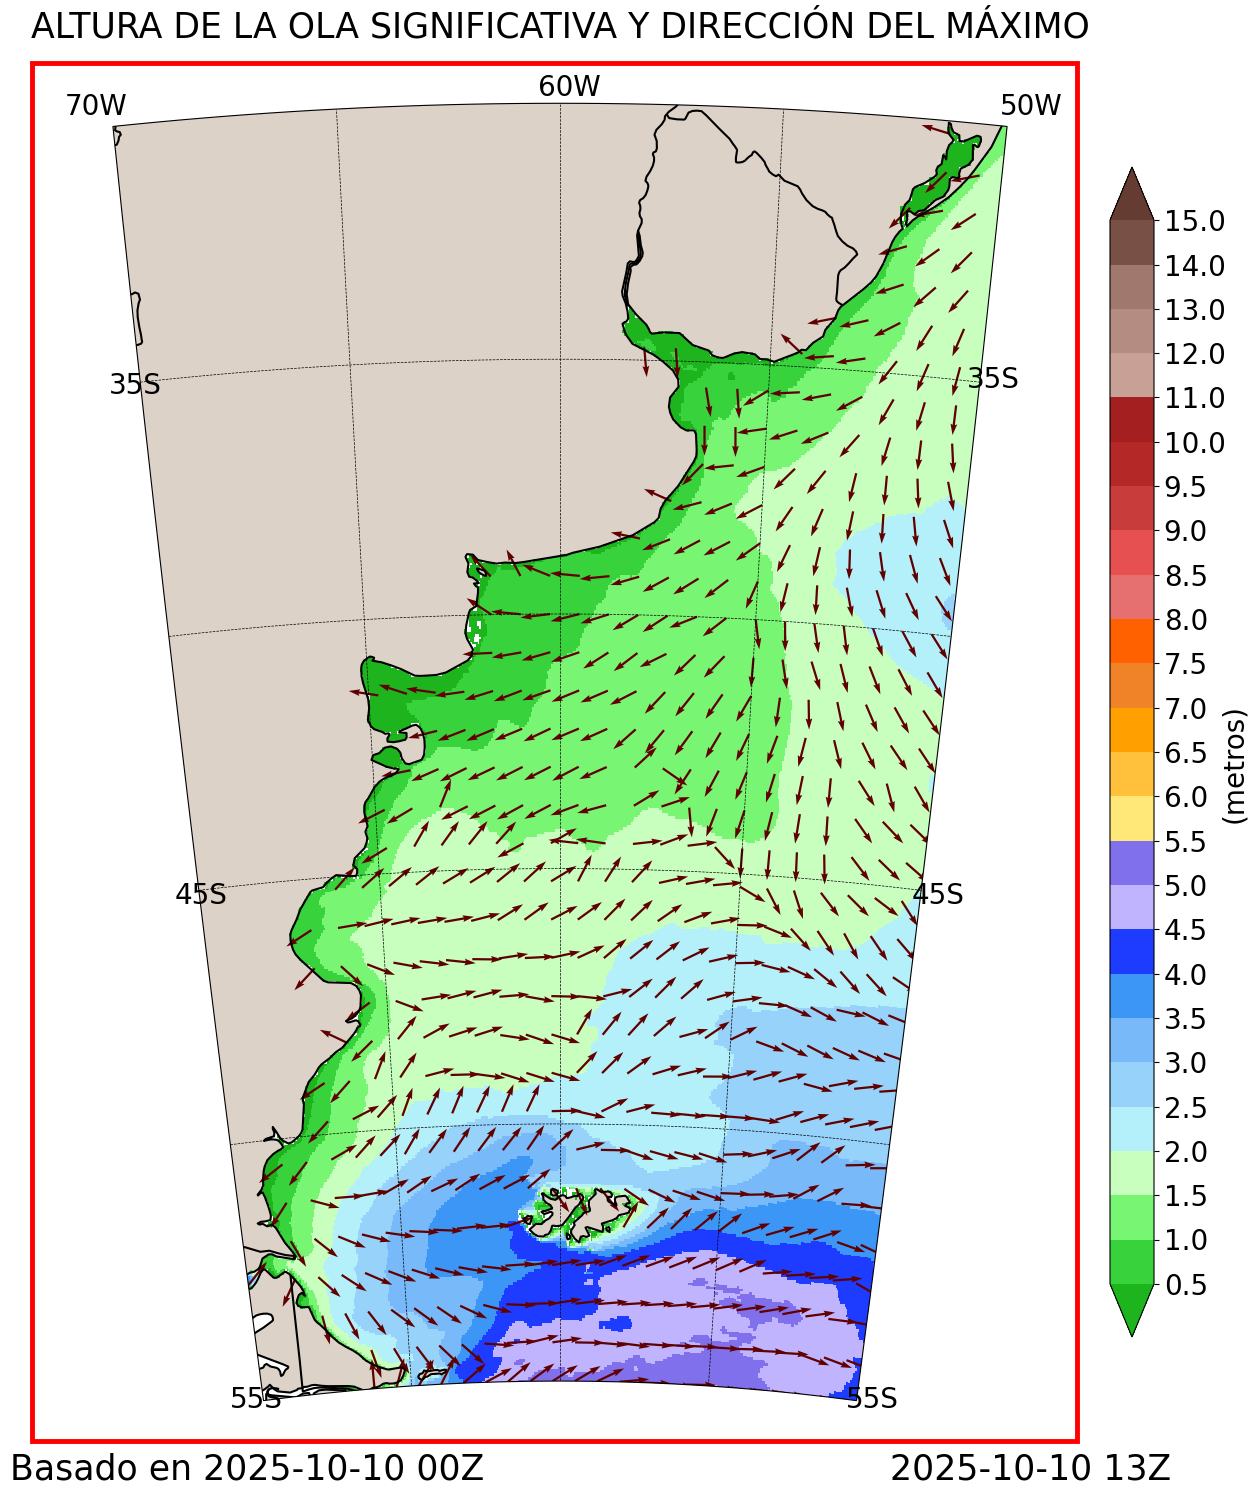 ALTURA DE LA OLA SIGNIFICATIVA Y DIRECCIÓN DEL MÁXIMO
70W
60W
50W
35S
35S
45S
45S
55S
55S
15.0
14.0
13.0
12.0
11.0
10.0
9.5
9.0
8.5
8.0
7.5
7.0
6.5
6.0
5.5
5.0
4.5
4.0
3.5
3.0
2.5
2.0
1.5
1.0
0.5
(metros)
Basado en 2025-10-10 00Z
2025-10-10 13Z